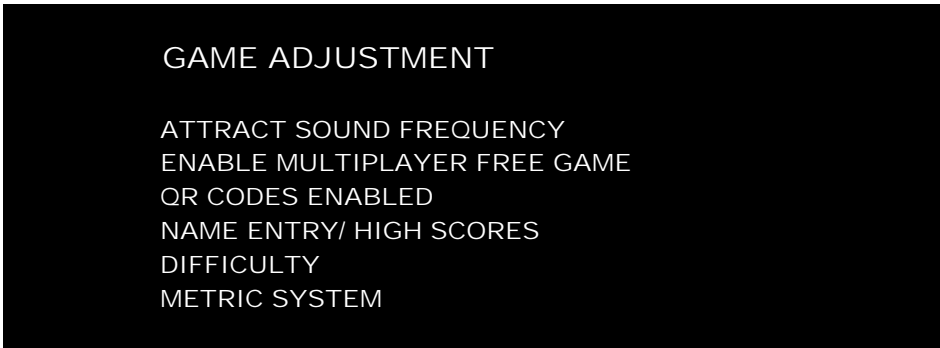 GAME ADJUSTMENT
ATTRACT SOUND FREQUENCY
ENABLE MULTIPLAYER FREE GAME
QR CODES ENABLED
NAME ENTRY/ HIGH SCORES
DIFFICULTY
METRIC SYSTEM